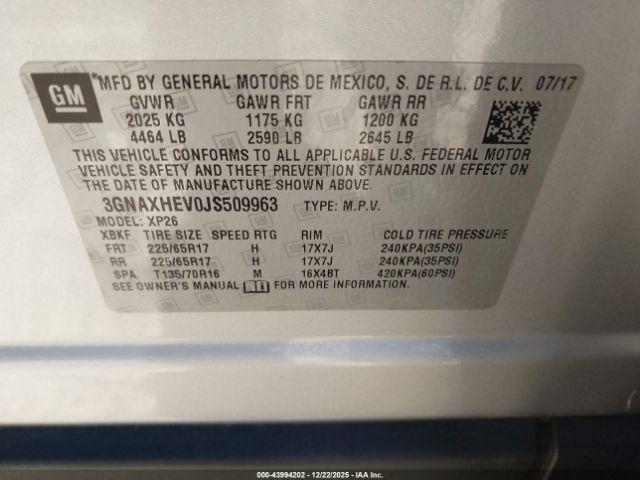 GM
®MFD BY GENERAL MOTORS DE MEXICO, S. DE R.L. DE C.V. 07/17
GVWR GAWR FRT GAWR RR
2025 KG 1175 KG 1200 KG
4464 LB 2590 LB 2645 LB
THIS VEHICLE CONFORMS TO ALL APPLICABLE U.S. FEDERAL MOTOR
VEHICLE SAFETY AND THEFT PREVENTION STANDARDS IN EFFECT ON
THE DATE OF MANUFACTURE SHOWN ABOVE.
3GNAXHEV0JS509963 TYPE: M.P.V.
MODEL: XP26
XBKF TIRE SIZE SPEED RTG RIM COLD TIRE PRESSURE
FRT 225/65R17 H 17X7J 240KPA(35PSI)
RR 225/65R17 H 17X7J 240KPA(35PSI)
SPA T135/70R16 M 16X4BT 420KPA(60PSI)
SEE OWNER'S MANUAL FOR MORE INFORMATION.
000-43994202 - 12/22/2025 - IAA Inc.